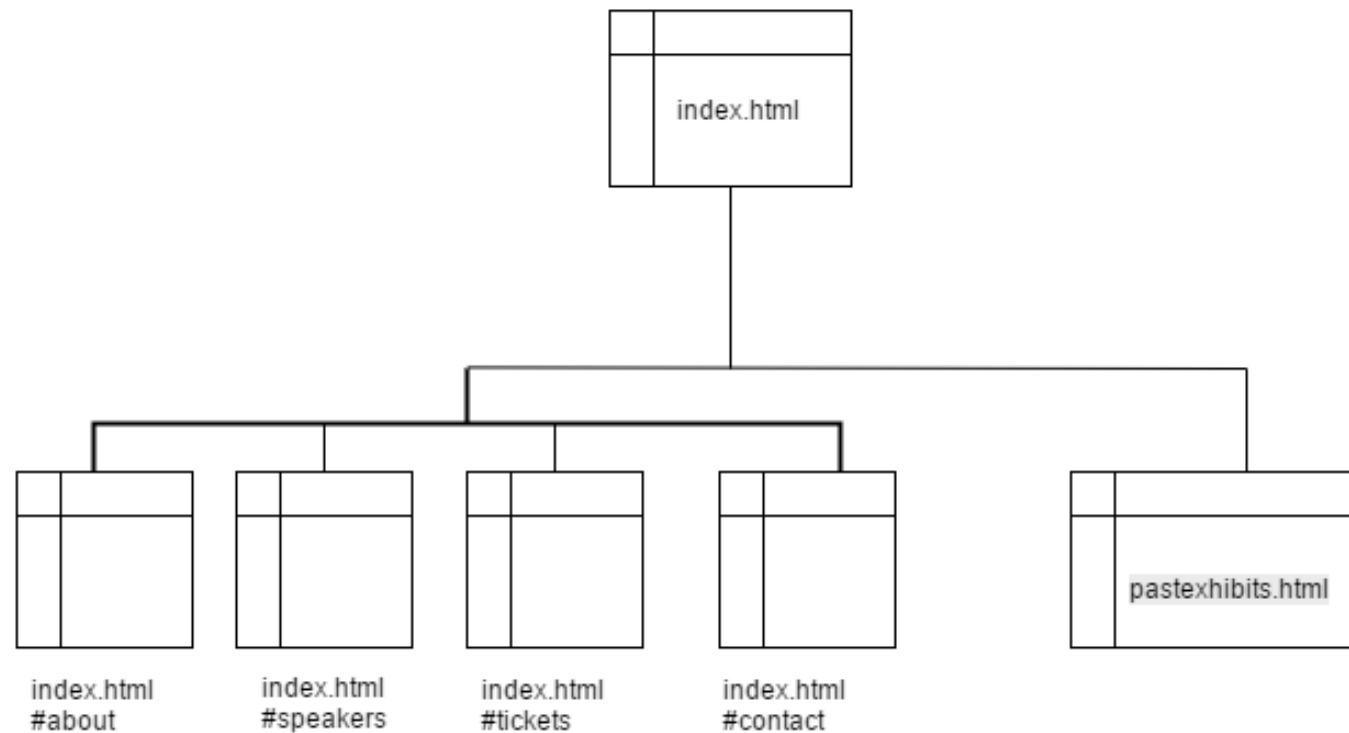 index.html
pastexhibits.html
index.html
#about
index.html
#speakers
index.html
#tickets
index.html
#contact